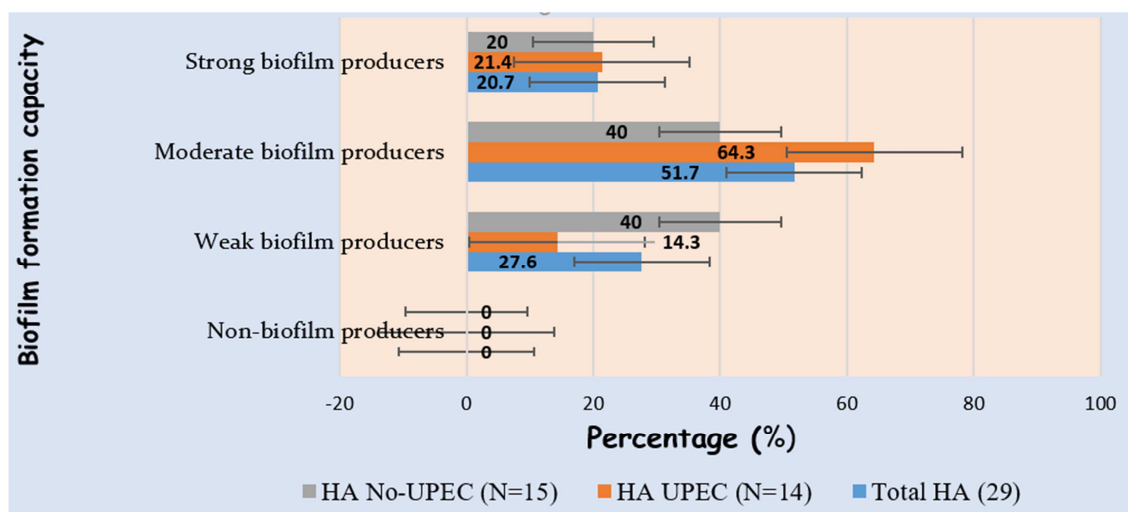 Biofilm formation capacity
Strong biofilm producers
20
21.4
20.7
Moderate biofilm producers
40
64.3
51.7
Weak biofilm producers
40
14.3
27.6
Non-biofilm producers
0
0
0
-20 0 20 40 60 80 100
Percentage (%)
HA No-UPEC (N=15) HA UPEC (N=14) Total HA (29)